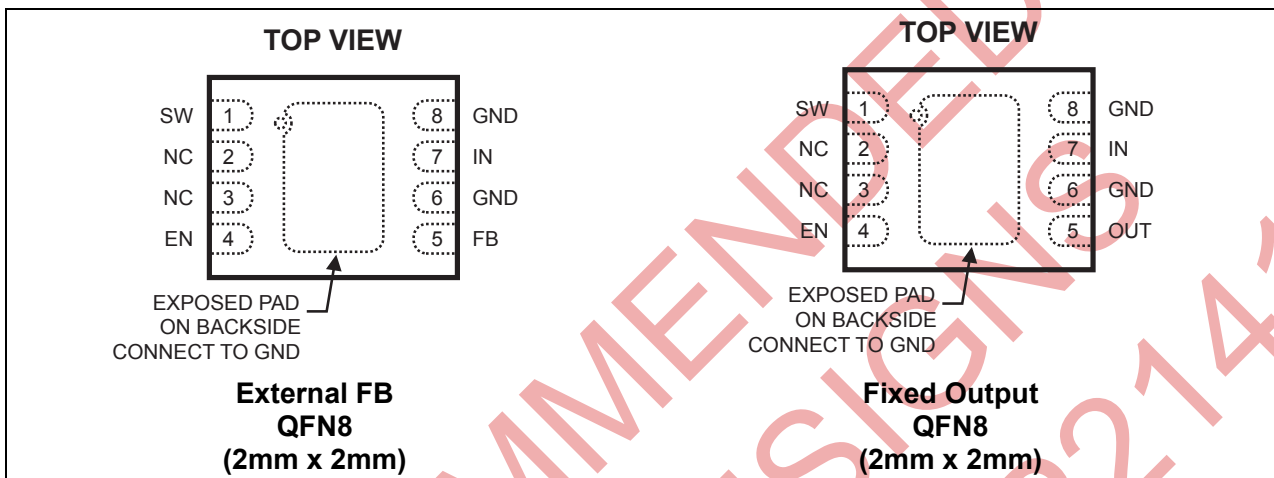 TOP VIEW
SW 1 8 GND
NC 2 7 IN
NC 3 6 GND
EN 4 5 FB
EXPOSED PAD
ON BACKSIDE
CONNECT TO GND
External FB
QFN8
(2mm x 2mm)
TOP VIEW
SW 1 8 GND
NC 2 7 IN
NC 3 6 GND
EN 4 5 OUT
EXPOSED PAD
ON BACKSIDE
CONNECT TO GND
Fixed Output
QFN8
(2mm x 2mm)